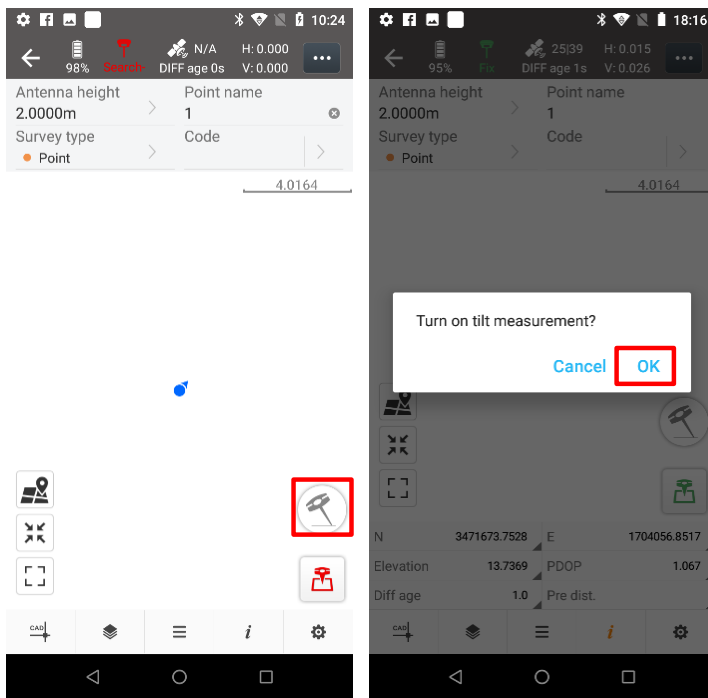 10:24
98%
Search
N/A
DIFF age 0s
H: 0.000
V: 0.000
Antenna height
2.0000m
Point name
1
Survey type
Point
Code
4.0164
CAD
i
18:16
95%
Fix
25|39
DIFF age 1s
H: 0.015
V: 0.026
Antenna height
2.0000m
Point name
1
Survey type
Point
Code
4.0164
Turn on tilt measurement?
Cancel OK
N 3471673.7528 E 1704056.8517
Elevation 13.7369 PDOP 1.067
Diff age 1.0 Pre dist.
CAD
i